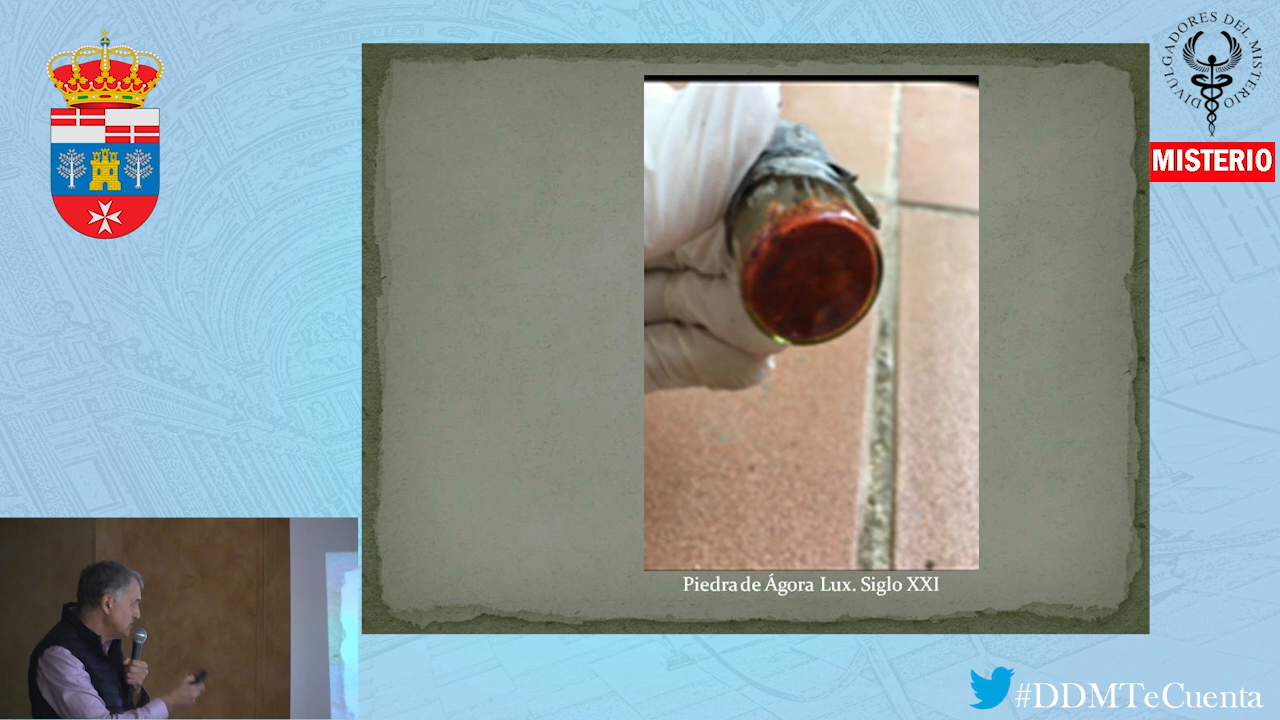 DIVULGADORES DEL MISTERIO
MISTERIO
Piedra de Ágora Lux. Siglo XXI
#DDMTeCuenta